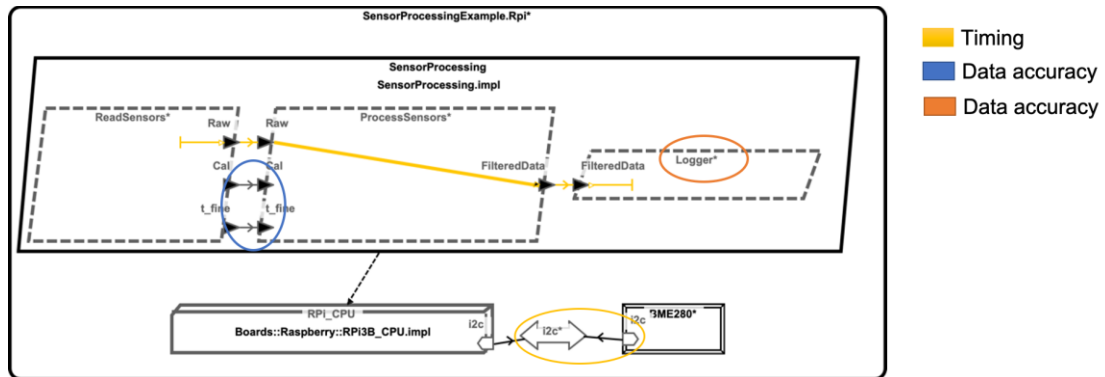 SensorProcessingExample.Rpi*
SensorProcessing
SensorProcessing.impl
ReadSensors*
Raw
Raw
ProcessSensors*
Cal
Cal
FilteredData
FilteredData
Logger*
t_fine
t_fine
RPi_CPU
Boards::Raspberry::RPi3B_CPU.impl
i2c
i2c*
i2c
BME280*
Timing
Data accuracy
Data accuracy